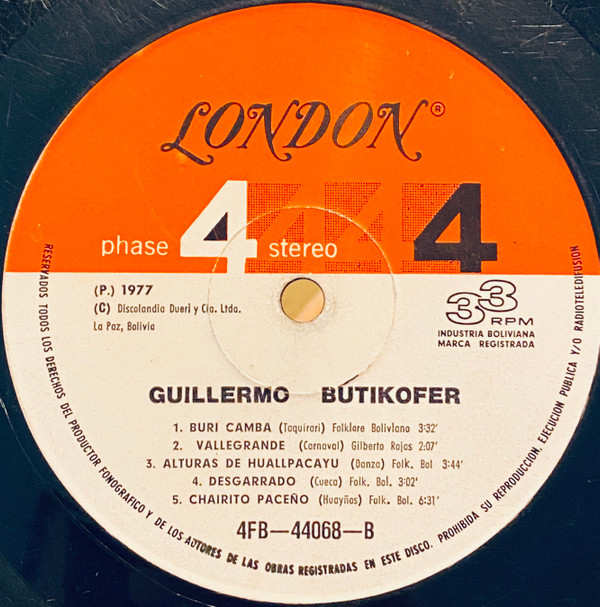 LONDON®
phase 4 stereo 4
(P.) 1977
(C) Discolandia Dueri y Cia. Ltda.
La Paz, Bolivia
33
RPM
INDUSTRIA BOLIVIANA
MARCA REGISTRADA
GUILLERMO BUTIKOFER
1. BURI CAMBA (Taquirari) Folklore Boliviano 3:32'
2. VALLEGRANDE (Carnaval) Gilberto Rojas 2:07'
3. ALTURAS DE HUALLPACAYU (Danza) Folk. Bol 3:44'
4. DESGARRADO (Cueca) Folk. Bol. 3:02'
5. CHAIRITO PACEÑO (Huayños) Folk. Bol. 6:31'
4FB—44068—B
RESERVADOS TODOS LOS DERECHOS DEL PRODUCTOR FONOGRAFICO Y DE LOS AUTORES DE LAS OBRAS REGISTRADAS EN ESTE DISCO. PROHIBIDA SU REPRODUCCION, EJECUCION PUBLICA Y/O RADIOTELEDIFUSION